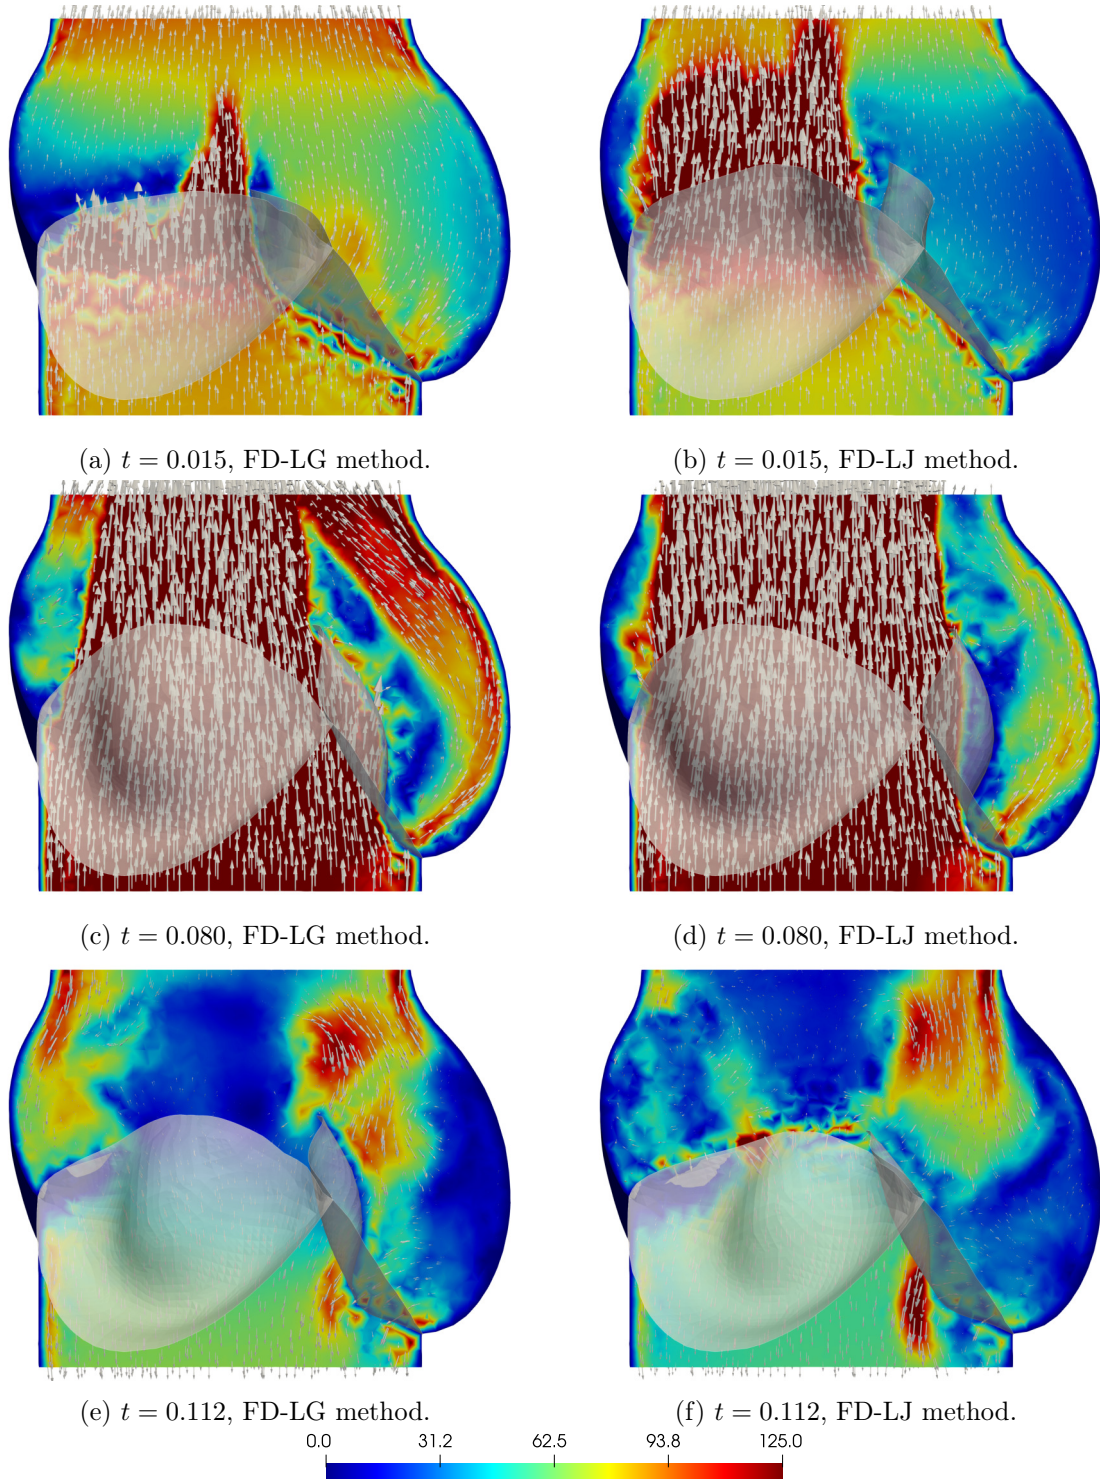 (a) t = 0.015, FD-LG method.
(b) t = 0.015, FD-LJ method.
(c) t = 0.080, FD-LG method.
(d) t = 0.080, FD-LJ method.
(e) t = 0.112, FD-LG method.
(f) t = 0.112, FD-LJ method.
0.0 31.2 62.5 93.8 125.0